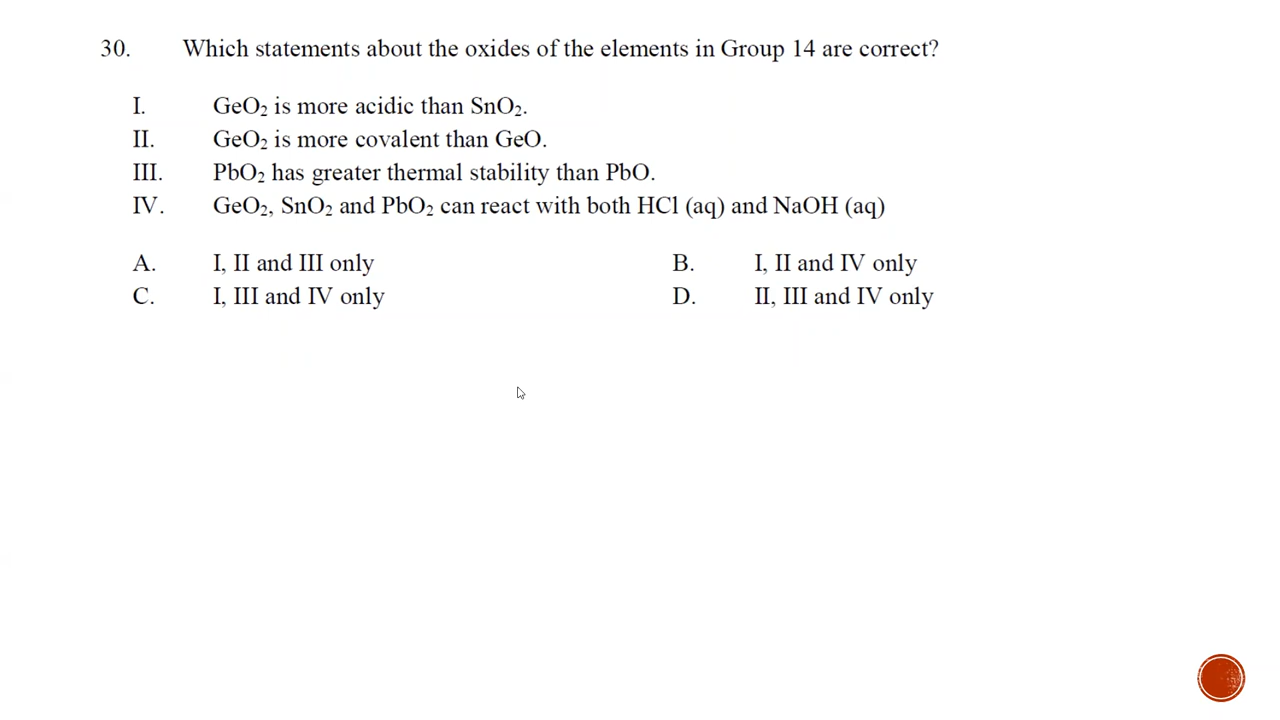 30. Which statements about the oxides of the elements in Group 14 are correct?
I. GeO₂ is more acidic than SnO₂.
II. GeO₂ is more covalent than GeO.
III. PbO₂ has greater thermal stability than PbO.
IV. GeO₂, SnO₂ and PbO₂ can react with both HCl (aq) and NaOH (aq)
A. I, II and III only B. I, II and IV only
C. I, III and IV only D. II, III and IV only